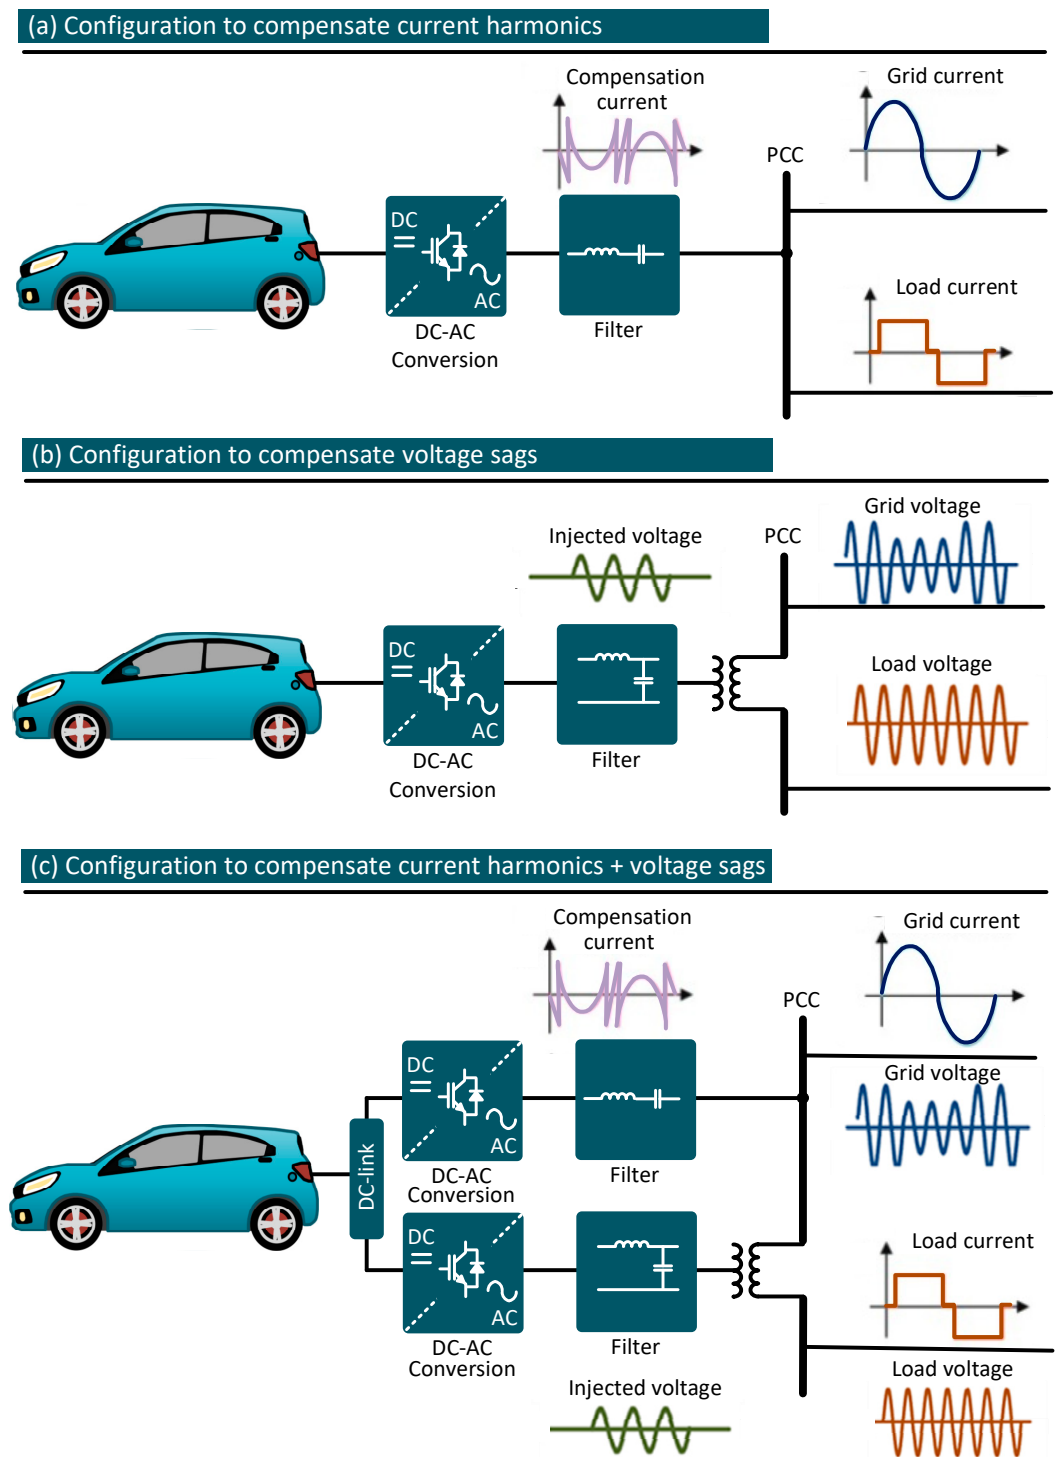 (a) Configuration to compensate current harmonics
Compensation
current
Grid current
PCC
DC
AC
Load current
DC-AC
Conversion
Filter
(b) Configuration to compensate voltage sags
Grid voltage
Injected voltage
PCC
DC
AC
Load voltage
DC-AC
Conversion
Filter
(c) Configuration to compensate current harmonics + voltage sags
Compensation
current
Grid current
PCC
DC
AC
Grid voltage
DC-link
DC-AC
Conversion
Filter
DC
AC
Load current
DC-AC
Conversion
Filter
Injected voltage
Load voltage